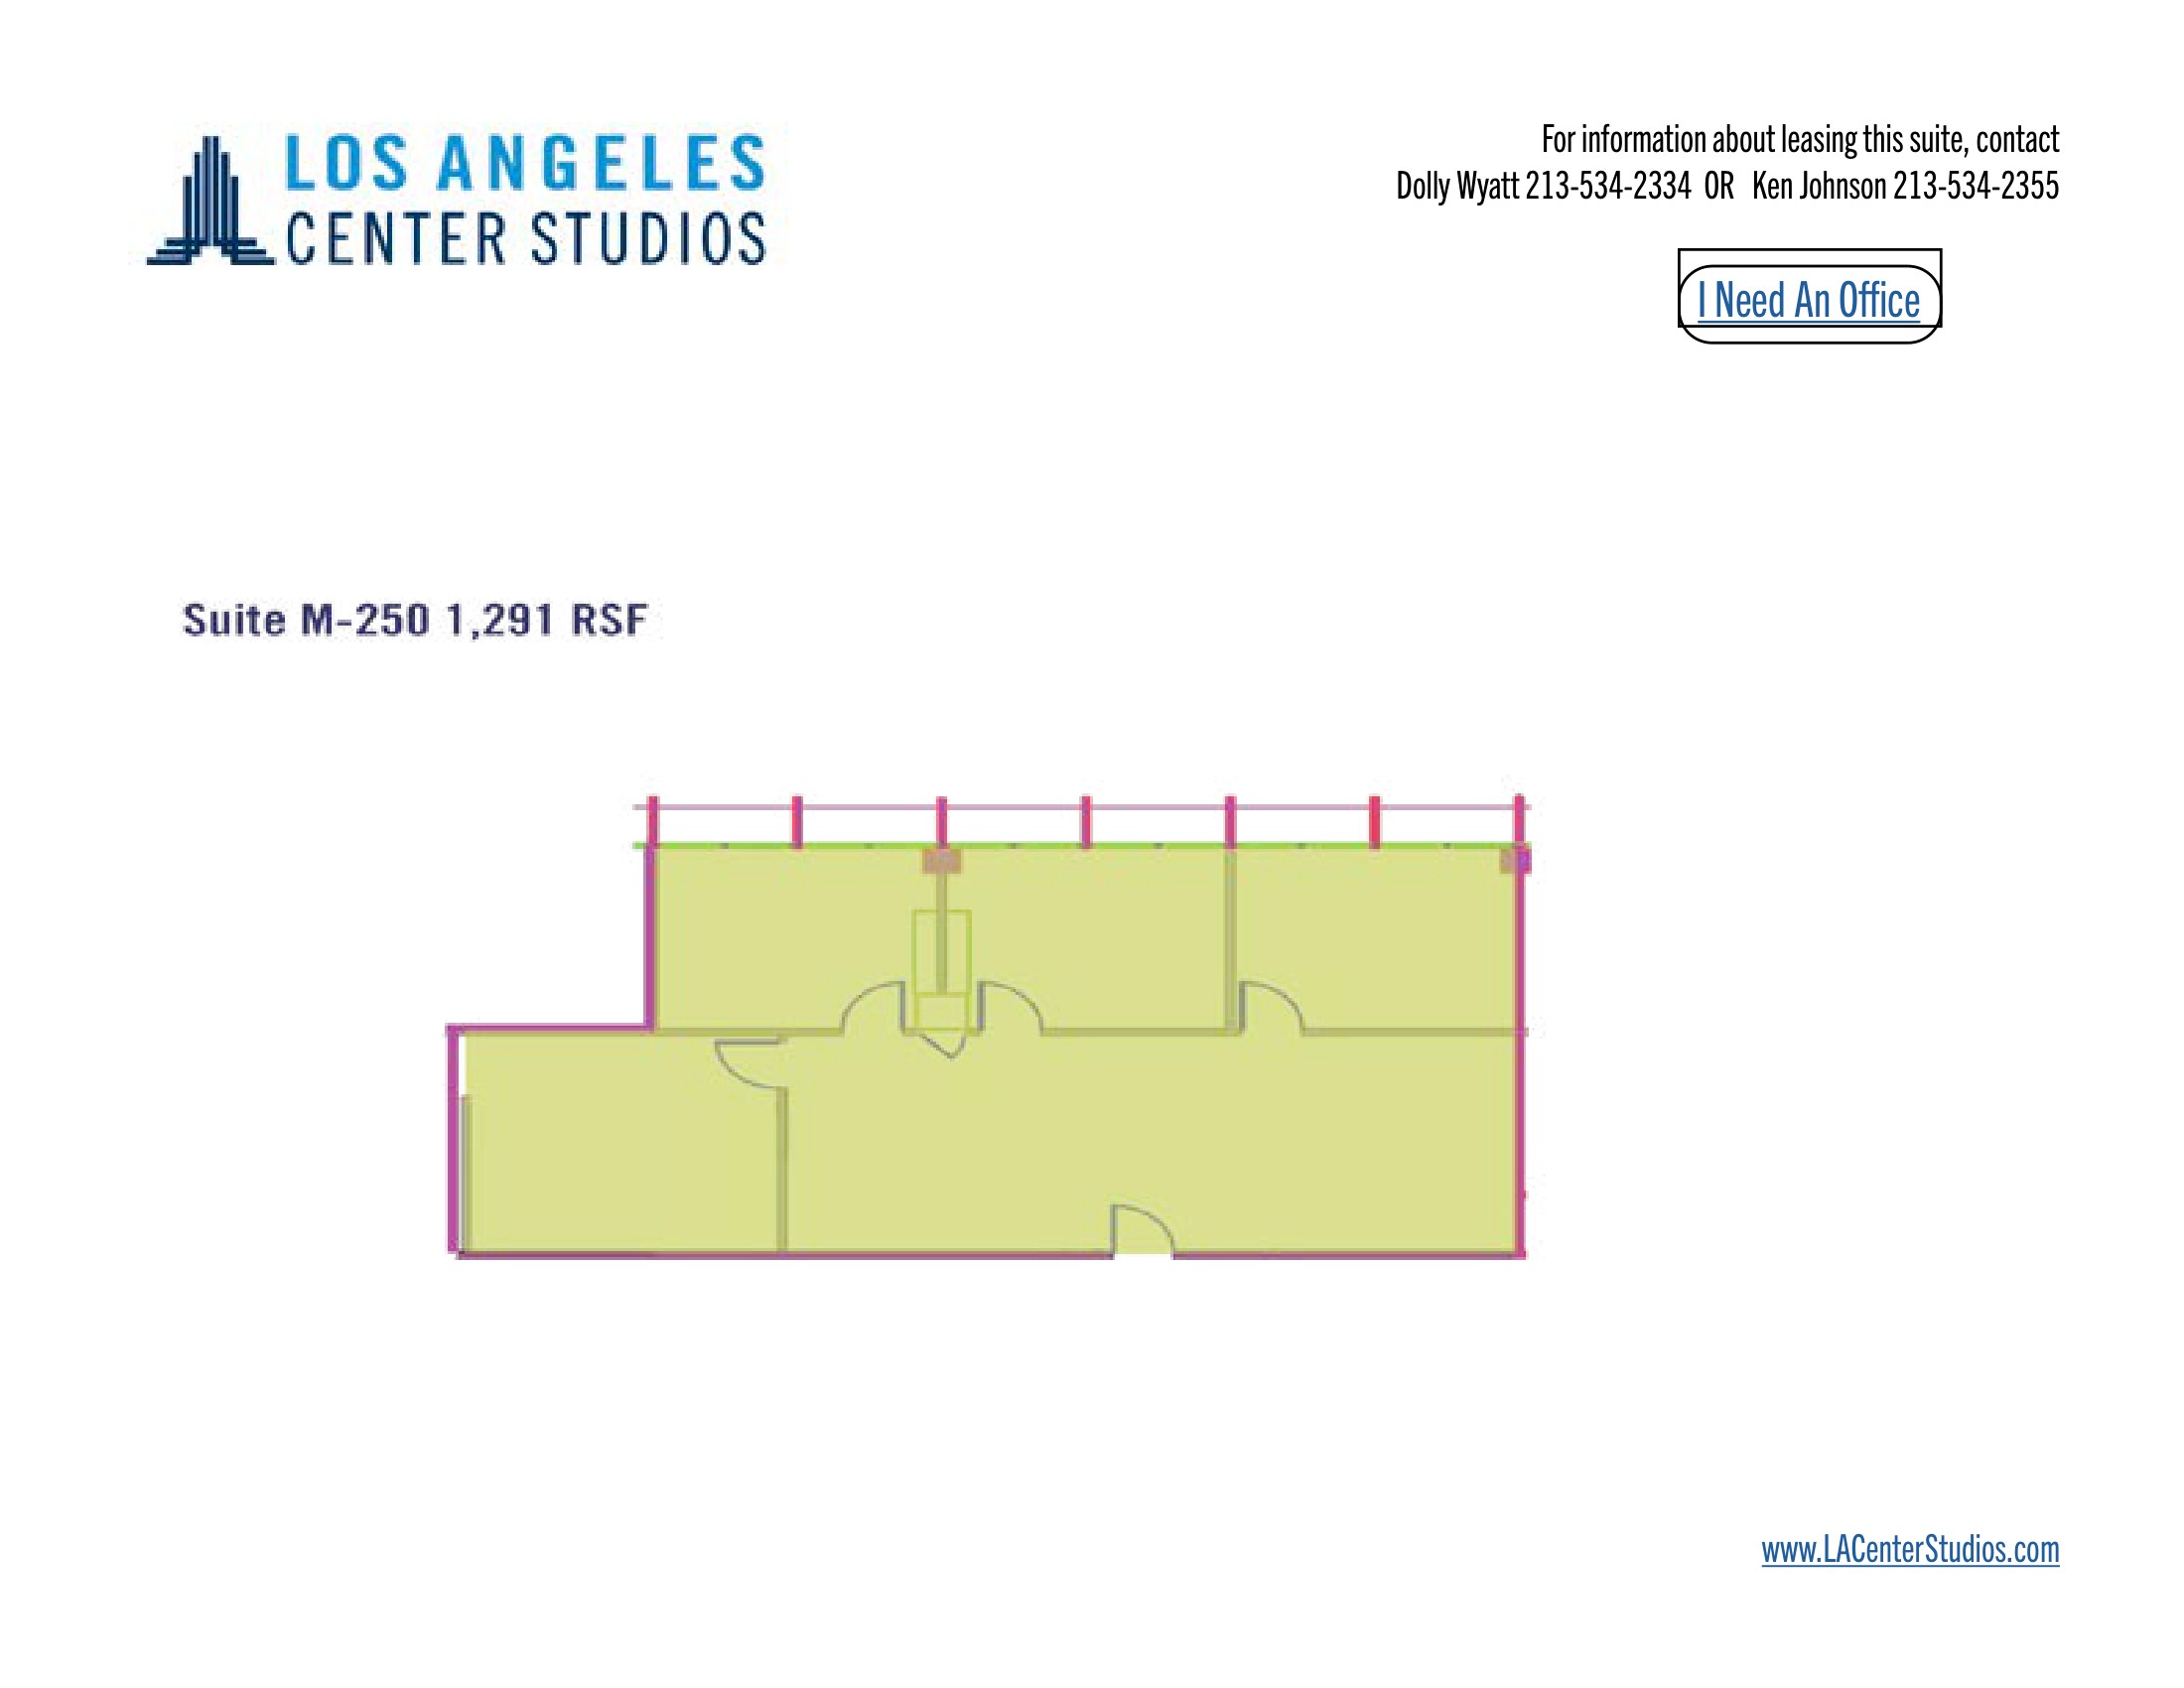 LOS ANGELES
CENTER STUDIOS
For information about leasing this suite, contact
Dolly Wyatt 213-534-2334 OR Ken Johnson 213-534-2355
I Need An Office
Suite M-250 1,291 RSF
www.LACenterStudios.com